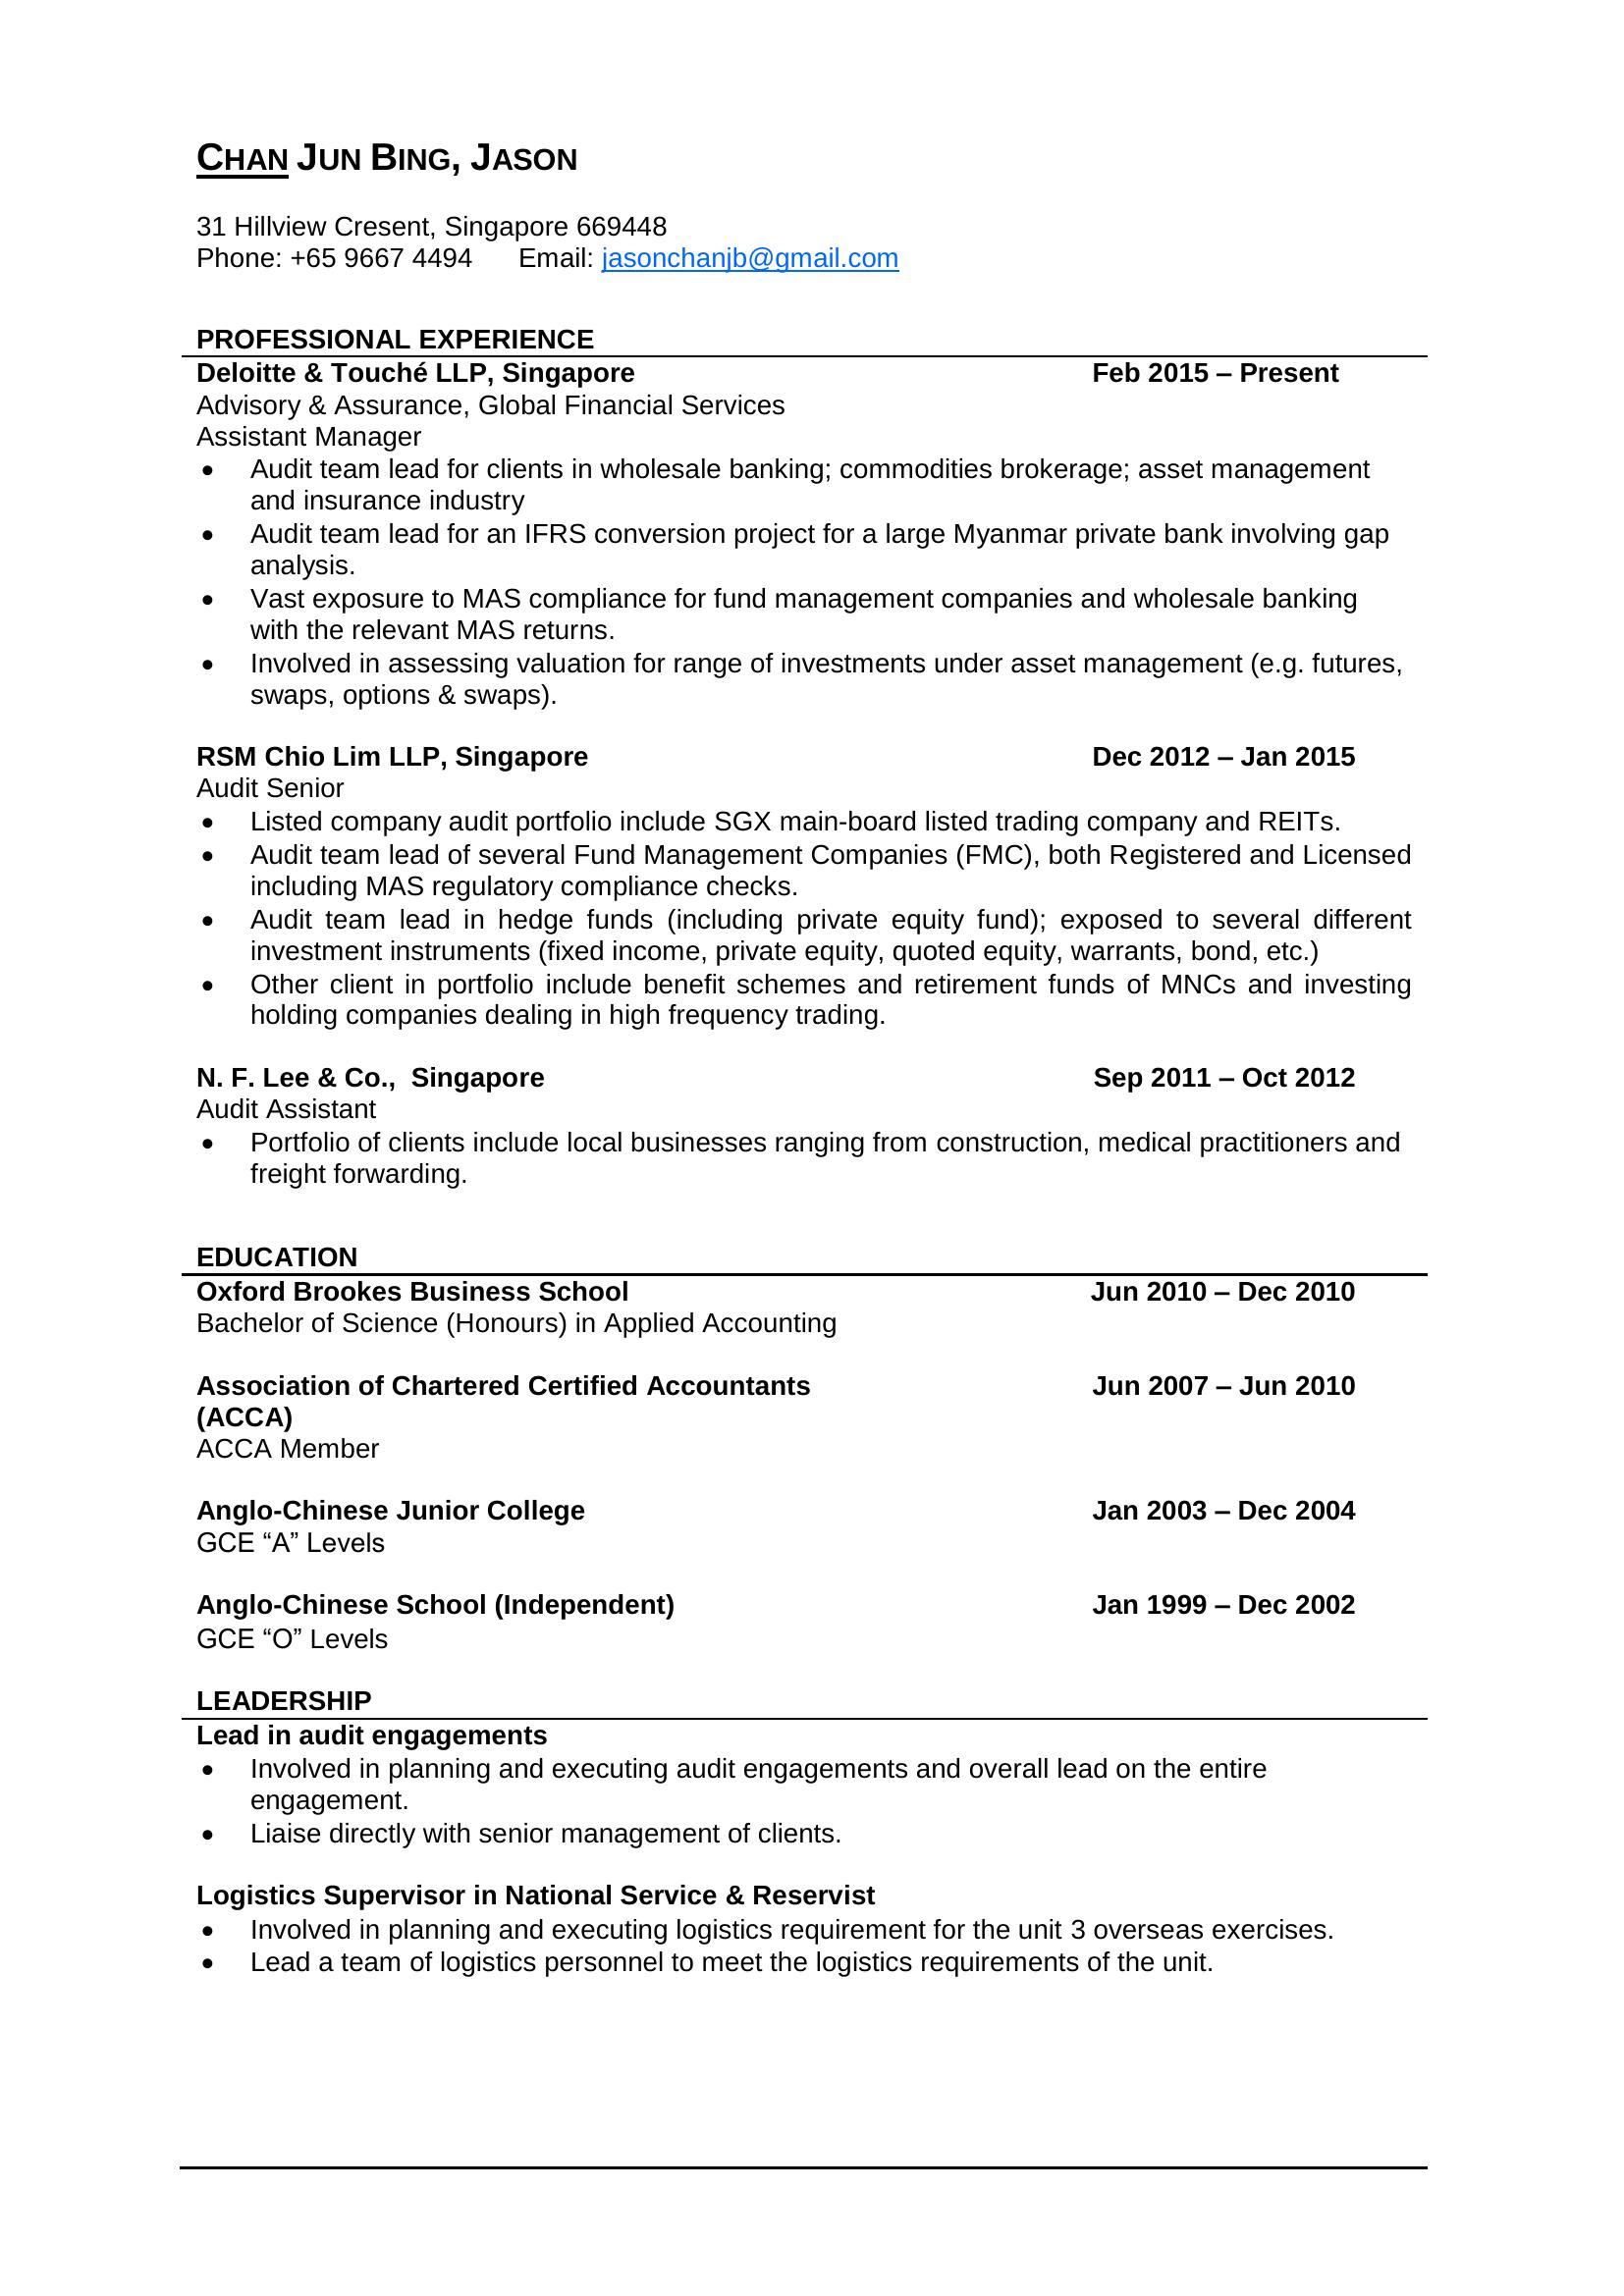 CHAN JUN BING, JASON
31 Hillview Cresent, Singapore 669448
Phone: +65 9667 4494 Email: jasonchanjb@gmail.com
PROFESSIONAL EXPERIENCE
Deloitte & Touché LLP, Singapore Feb 2015 – Present
Advisory & Assurance, Global Financial Services
Assistant Manager
• Audit team lead for clients in wholesale banking; commodities brokerage; asset management
and insurance industry
• Audit team lead for an IFRS conversion project for a large Myanmar private bank involving gap
analysis.
• Vast exposure to MAS compliance for fund management companies and wholesale banking
with the relevant MAS returns.
• Involved in assessing valuation for range of investments under asset management (e.g. futures,
swaps, options & swaps).
RSM Chio Lim LLP, Singapore Dec 2012 – Jan 2015
Audit Senior
• Listed company audit portfolio include SGX main-board listed trading company and REITs.
• Audit team lead of several Fund Management Companies (FMC), both Registered and Licensed
including MAS regulatory compliance checks.
• Audit team lead in hedge funds (including private equity fund); exposed to several different
investment instruments (fixed income, private equity, quoted equity, warrants, bond, etc.)
• Other client in portfolio include benefit schemes and retirement funds of MNCs and investing
holding companies dealing in high frequency trading.
N. F. Lee & Co., Singapore Sep 2011 – Oct 2012
Audit Assistant
• Portfolio of clients include local businesses ranging from construction, medical practitioners and
freight forwarding.
EDUCATION
Oxford Brookes Business School Jun 2010 – Dec 2010
Bachelor of Science (Honours) in Applied Accounting
Association of Chartered Certified Accountants Jun 2007 – Jun 2010
(ACCA)
ACCA Member
Anglo-Chinese Junior College Jan 2003 – Dec 2004
GCE “A” Levels
Anglo-Chinese School (Independent) Jan 1999 – Dec 2002
GCE “O” Levels
LEADERSHIP
Lead in audit engagements
• Involved in planning and executing audit engagements and overall lead on the entire
engagement.
• Liaise directly with senior management of clients.
Logistics Supervisor in National Service & Reservist
• Involved in planning and executing logistics requirement for the unit 3 overseas exercises.
• Lead a team of logistics personnel to meet the logistics requirements of the unit.